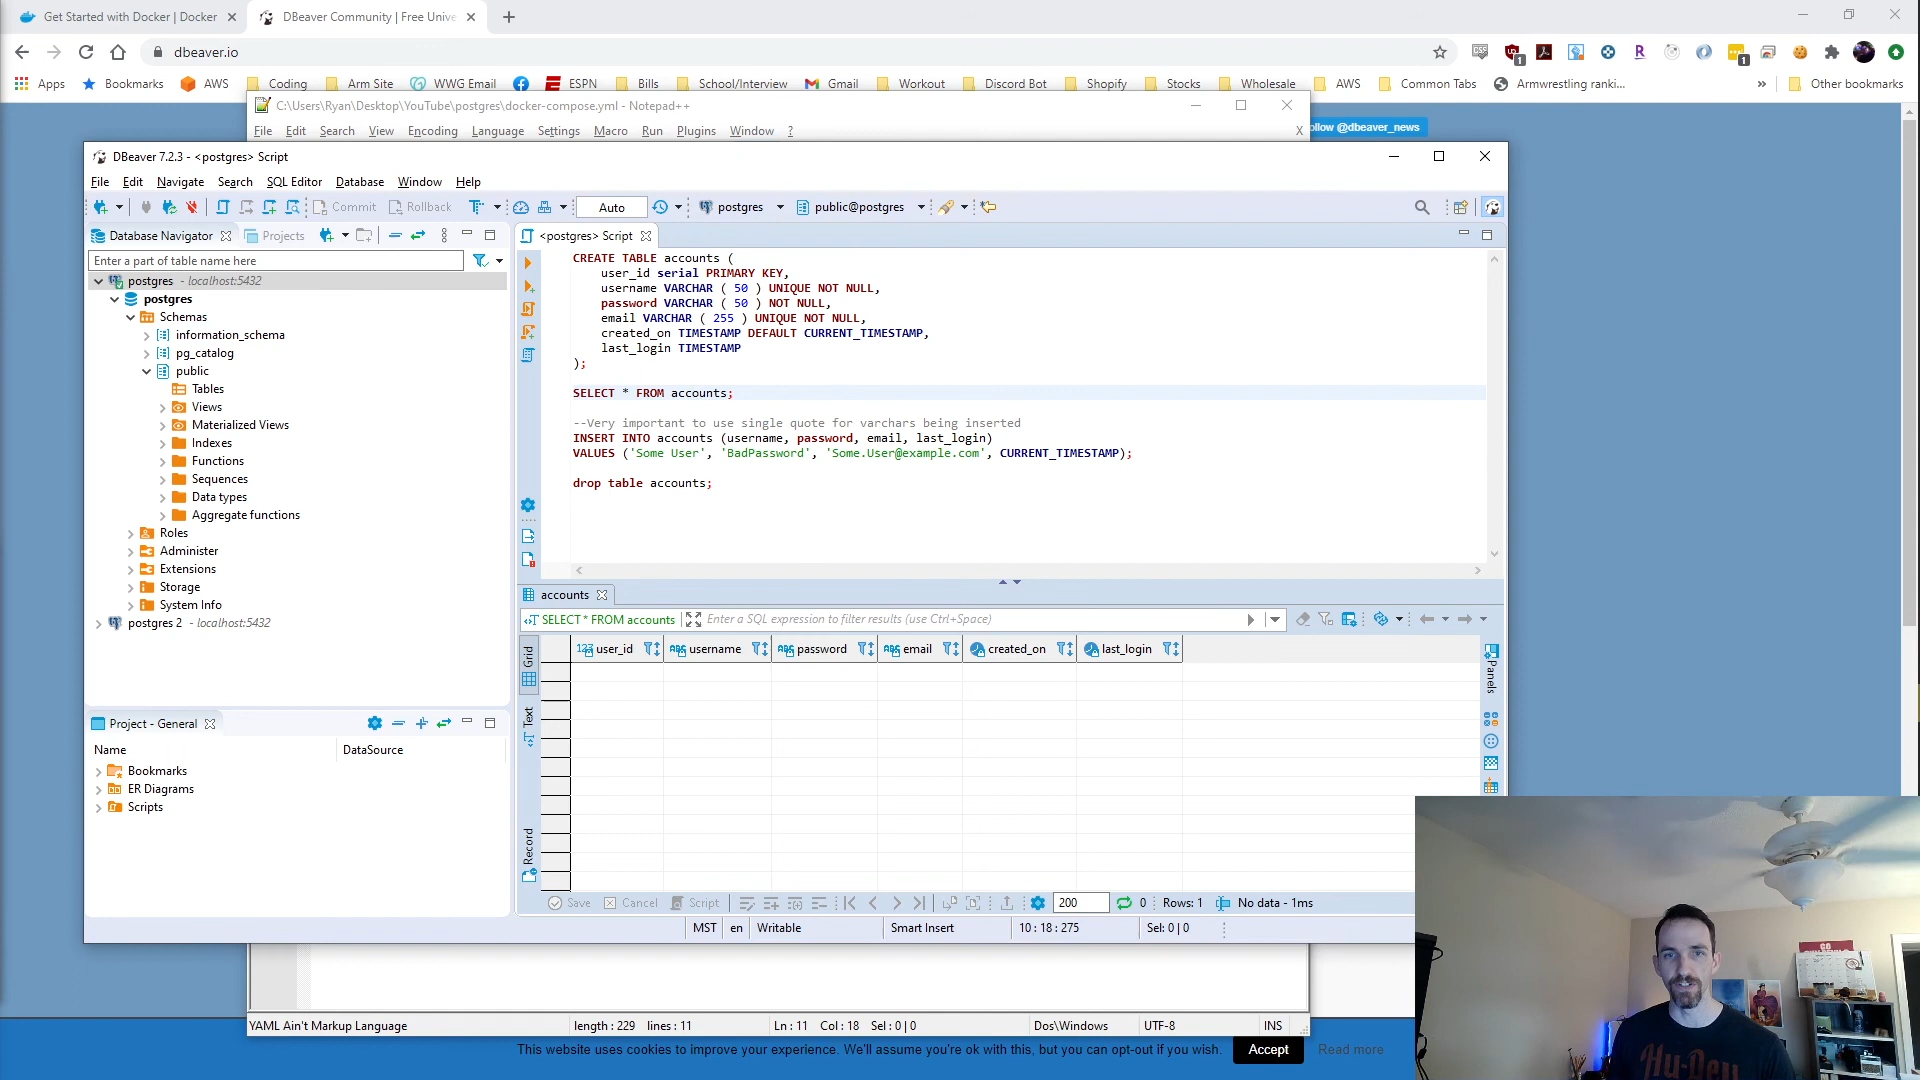 Get Started with Docker | Docker
DBeaver Community | Free Unive
dbeaver.io
1
1
Apps
Bookmarks
AWS
Coding
Arm Site
WWG Email
ESPN
Bills
School/Interview
Gmail
Workout
Discord Bot
Shopify
Stocks
Wholesale
AWS
Common Tabs
Armwrestling ranki...
»
Other bookmarks
C:\Users\Ryan\Desktop\YouTube\postgres\docker-compose.yml - Notepad++
File Edit Search View Encoding Language Settings Macro Run Plugins Window ?
X
ollow @dbeaver_news
DBeaver 7.2.3 - <postgres> Script
File Edit Navigate Search SQL Editor Database Window Help
Commit
Rollback
Auto
postgres
public@postgres
Database Navigator
Projects
<postgres> Script
Enter a part of table name here
postgres - localhost:5432
postgres
Schemas
information_schema
pg_catalog
public
Tables
Views
Materialized Views
Indexes
Functions
Sequences
Data types
Aggregate functions
Roles
Administer
Extensions
Storage
System Info
postgres 2 - localhost:5432
CREATE TABLE accounts (
user_id serial PRIMARY KEY,
username VARCHAR ( 50 ) UNIQUE NOT NULL,
password VARCHAR ( 50 ) NOT NULL,
email VARCHAR ( 255 ) UNIQUE NOT NULL,
created_on TIMESTAMP DEFAULT CURRENT_TIMESTAMP,
last_login TIMESTAMP
);
SELECT * FROM accounts;
--Very important to use single quote for varchars being inserted
INSERT INTO accounts (username, password, email, last_login)
VALUES ('Some User', 'BadPassword', 'Some.User@example.com', CURRENT_TIMESTAMP);
drop table accounts;
accounts
SELECT * FROM accounts
Enter a SQL expression to filter results (use Ctrl+Space)
Grid
Text
Record
123 user_id
ABC username
ABC password
ABC email
created_on
last_login
Panels
Project - General
Name
DataSource
Bookmarks
ER Diagrams
Scripts
Save
Cancel
Script
200
0
Rows: 1
No data - 1ms
MST
en
Writable
Smart Insert
10 : 18 : 275
Sel: 0 | 0
YAML Ain't Markup Language
length : 229 lines : 11
Ln : 11 Col : 18 Sel : 0 | 0
Dos\Windows
UTF-8
INS
This website uses cookies to improve your experience. We'll assume you're ok with this, but you can opt-out if you wish.
Accept
Read more